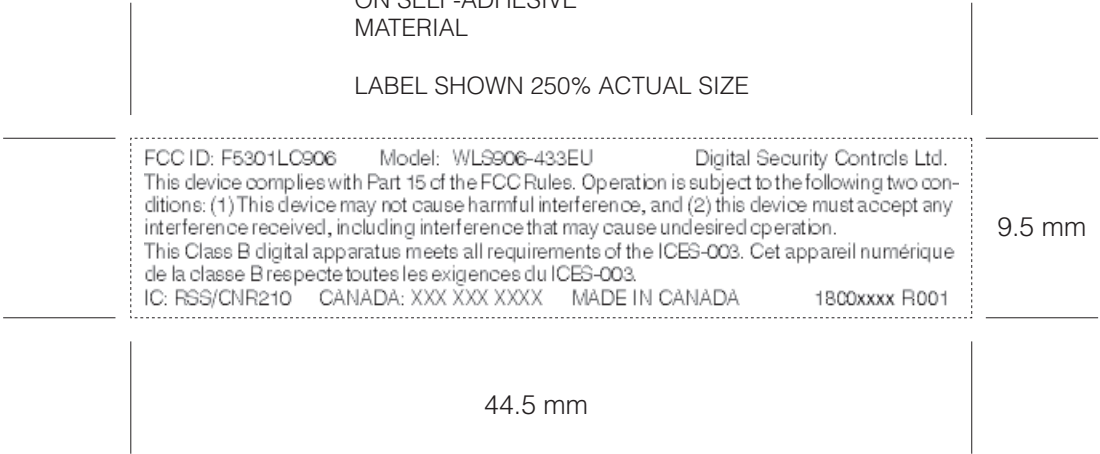 ON SELF-ADHESIVE
MATERIAL
LABEL SHOWN 250% ACTUAL SIZE
FCC ID: F5301LC906 Model: WLS906-433EU Digital Security Controls Ltd.
This device complies with Part 15 of the FCC Rules. Operation is subject to the following two con-
ditions: (1) This device may not cause harmful interference, and (2) this device must accept any
interference received, including interference that may cause undesired operation.
This Class B digital apparatus meets all requirements of the ICES-003. Cet appareil numérique
de la classe B respecte toutes les exigences du ICES-003.
IC: RSS/CNR210 CANADA: XXX XXX XXXX MADE IN CANADA 1800xxxx R001
9.5 mm
44.5 mm